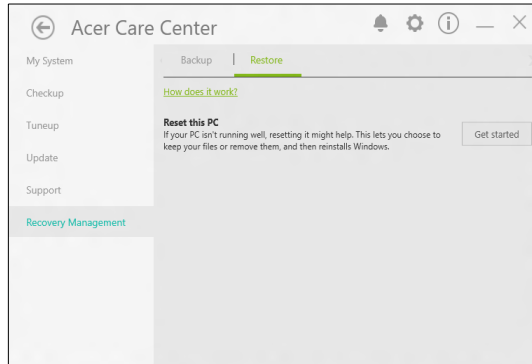 Acer Care Center
My System
Backup
Restore
Checkup
How does it work?
Tuneup
Reset this PC
If your PC isn't running well, resetting it might help. This lets you choose to
keep your files or remove them, and then reinstalls Windows.
Get started
Update
Support
Recovery Management